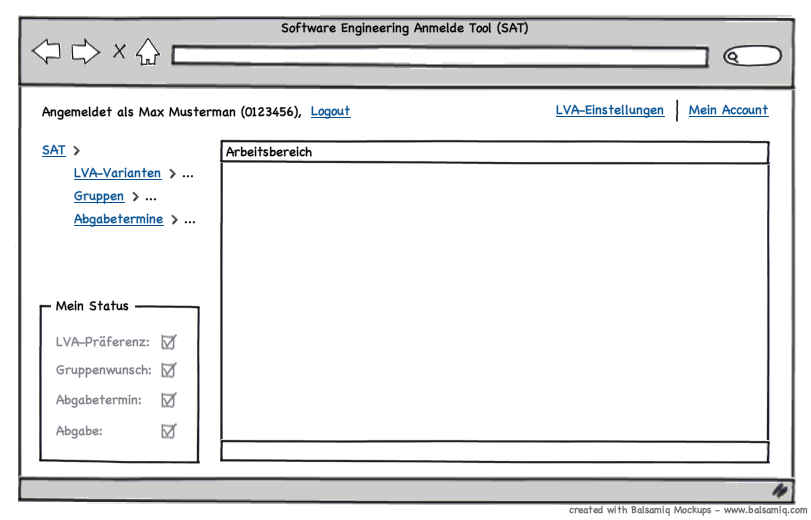 Software Engineering Anmelde Tool (SAT)
Angemeldet als Max Musterman (0123456), Logout
LVA-Einstellungen | Mein Account
SAT >
LVA-Varianten > ...
Gruppen > ...
Abgabetermine > ...
Arbeitsbereich
Mein Status
LVA-Präferenz:
Gruppenwunsch:
Abgabetermin:
Abgabe:
created with Balsamiq Mockups - www.balsamiq.com